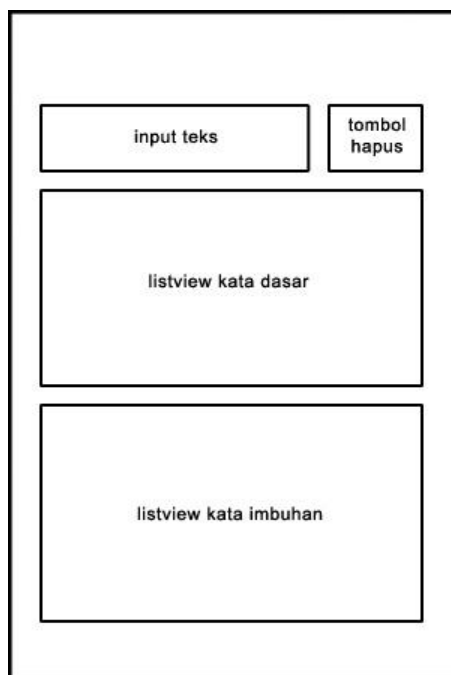 input teks
tombol
hapus
listview kata dasar
listview kata imbuhan